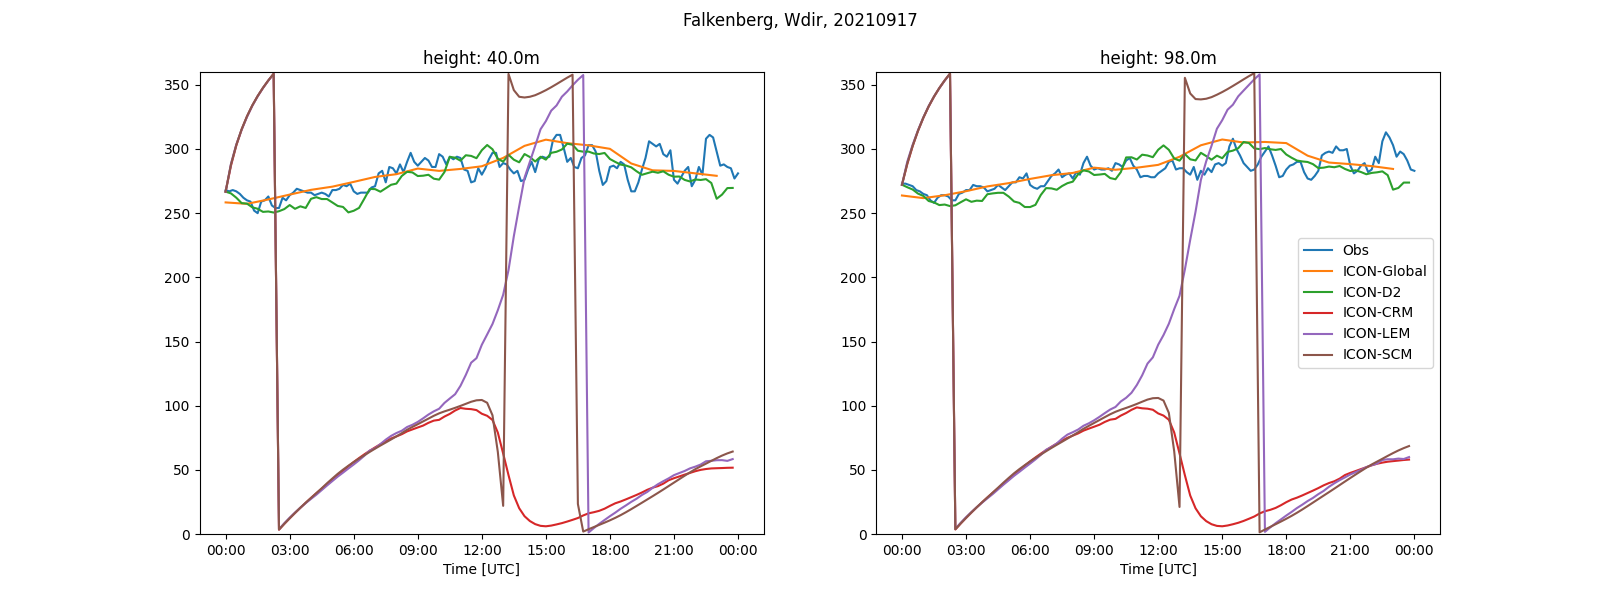 Falkenberg, Wdir, 20210917
height: 40.0m
350
300
250
200
150
100
50
0
00:00 03:00 06:00 09:00 12:00 15:00 18:00 21:00 00:00
Time [UTC]
height: 98.0m
350
300
250
200
150
100
50
0
00:00 03:00 06:00 09:00 12:00 15:00 18:00 21:00 00:00
Time [UTC]
Obs
ICON-Global
ICON-D2
ICON-CRM
ICON-LEM
ICON-SCM